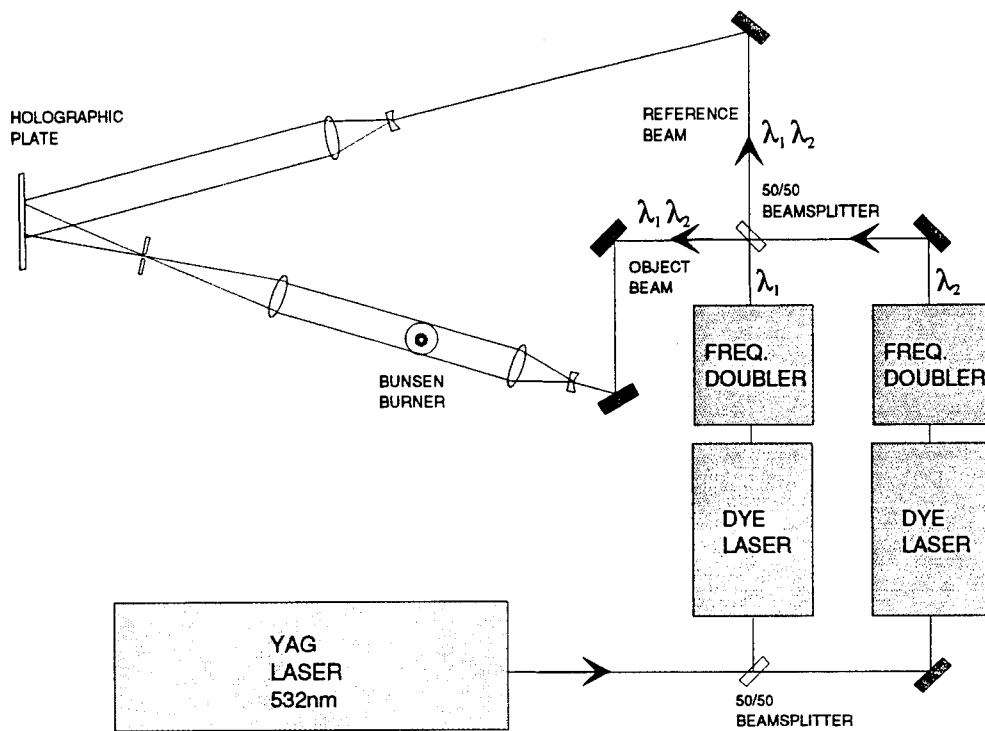 HOLOGRAPHIC
PLATE
REFERENCE
BEAM
λ₁ λ₂
50/50
BEAMSPLITTER
λ₁ λ₂
OBJECT
BEAM
λ₁
λ₂
FREQ.
DOUBLER
FREQ.
DOUBLER
BUNSEN
BURNER
DYE
LASER
DYE
LASER
YAG
LASER
532nm
50/50
BEAMSPLITTER